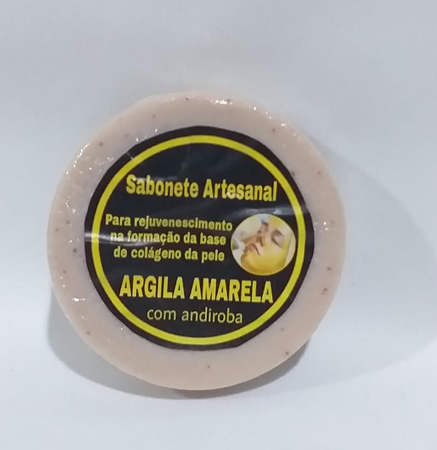 Sabonete Artesanal
Para rejuvenescimento
na formação da base
de colágeno da pele
ARGILA AMARELA
com andiroba